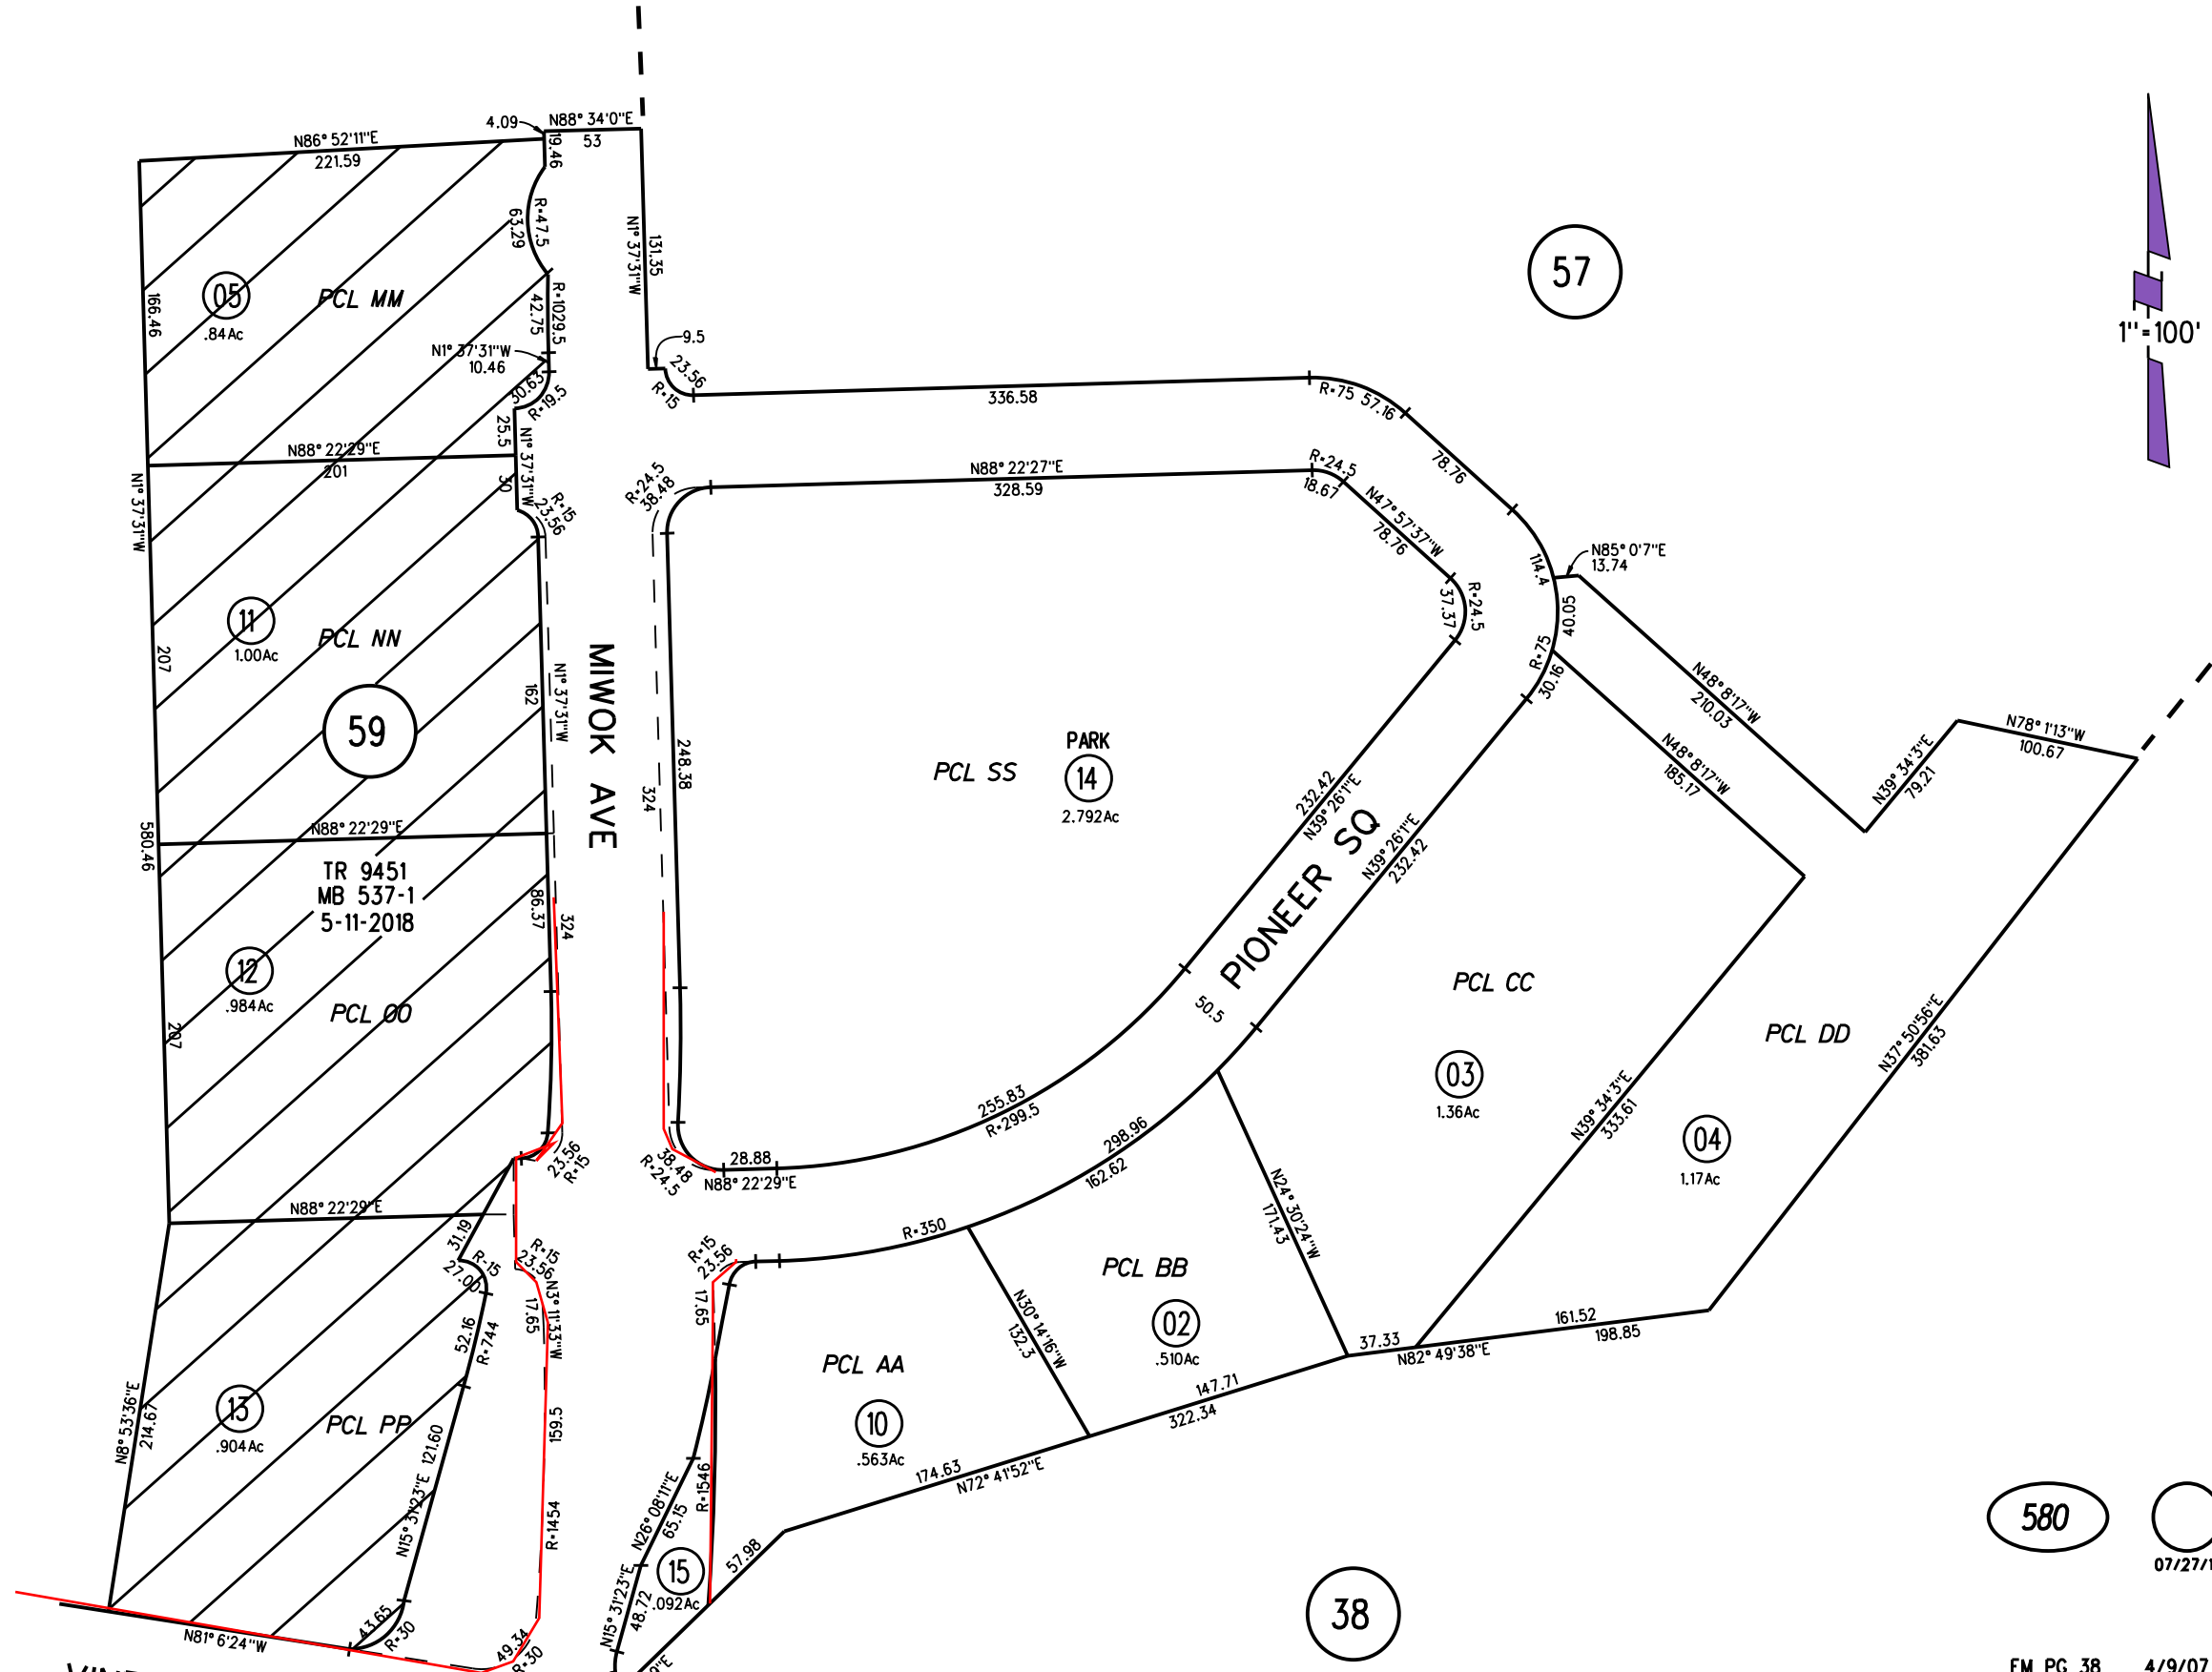 4.09
N88° 34'0"E
53
N86° 52'11"E
221.59
19.46
R=47.5
63.29
N1° 37'31"W
131.35
57
1"=100'
166.46
05
.84Ac
PCL MM
R=1029.5
42.75
N1° 37'31"W
10.46
30.63
R=19.5
9.5
23.56
R=15
336.58
R=75 57.16
78.76
25.5
N1° 37'31"W
30
N88° 22'29"E
201
R=15
23.56
R=24.5
38.48
N88° 22'27"E
328.59
R=24.5
18.67
N47° 57'37"W
78.76
N1° 37'31"W
114.4
N85° 0'7"E
13.74
R=24.5
37.37
40.05
R=75
30.16
11
1.00Ac
PCL NN
207
162
N1° 37'31"W
MIWOK AVE
59
248.38
324
PARK
PCL SS
14
2.792Ac
N48° 8'17"W
210.03
N48° 8'17"W
185.17
N39° 34'3"E
79.21
N78° 1'13"W
100.67
232.42
N39° 26'1"E
PIONEER SQ
N39° 26'1"E
232.42
580.46
N88° 22'29"E
TR 9451
MB 537-1
5-11-2018
86.37
324
12
.984Ac
PCL OO
207
50.5
PCL CC
03
1.36Ac
PCL DD
04
1.17Ac
N37° 50'56"E
381.63
N39° 34'3"E
333.61
255.83
R=299.5
298.96
162.62
23.56
R=15
38.48
R=24.5
28.88
N88° 22'29"E
N88° 22'29"E
31.19
R=15
27.00
R=15
23.56
17.65
N3° 11'33"W
R=15
23.56
17.65
R=350
N24° 30'24"W
171.43
PCL BB
02
.510Ac
N30° 14'16"W
132.3
PCL AA
10
.563Ac
37.33
N82° 49'38"E
161.52
198.85
147.71
322.34
174.63
N72° 41'52"E
52.16
R=744
N8° 53'36"E
214.67
13
.904Ac
PCL PP
N15° 31'23"E 121.60
159.5
R=1454
R=1546
N26° 08'11"E
65.15
57.98
15
.092Ac
N15° 31'23"E
48.72
43.65
R=30
49.34
R=30
N81° 6'24"W
9"E
38
580
07/27/1
FM PG 38 4/9/07